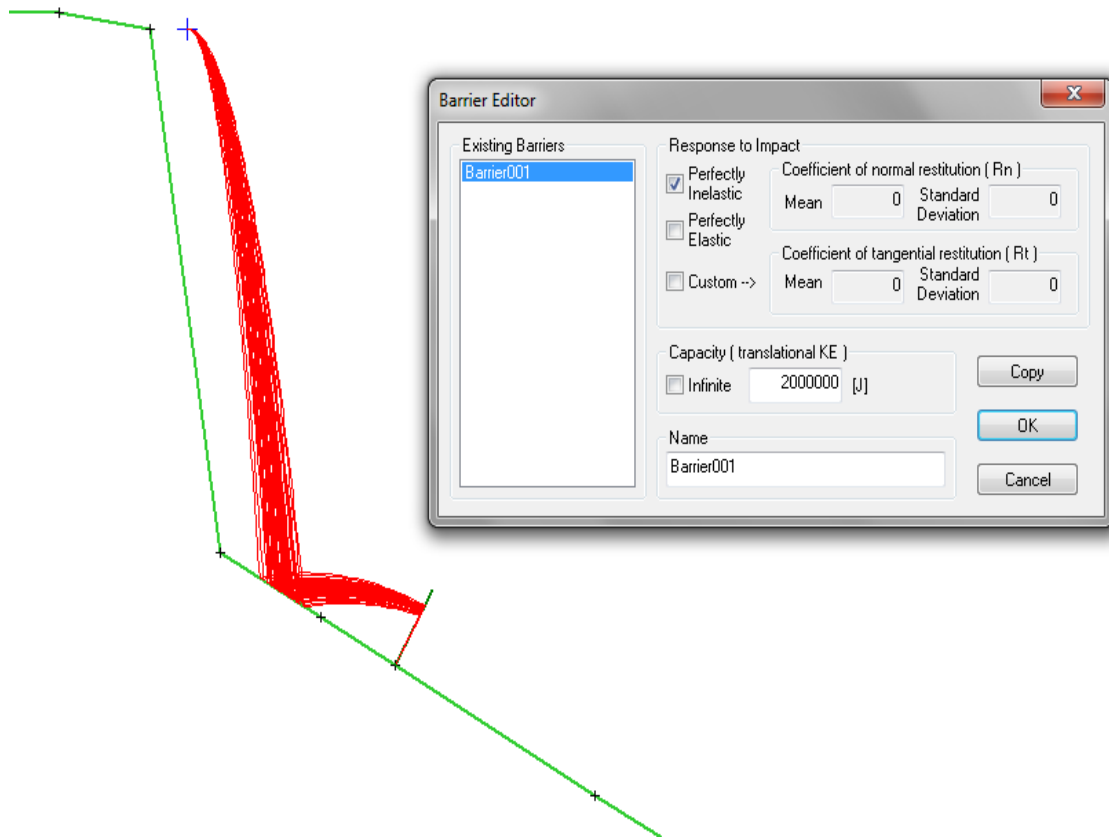 Barrier Editor
X
Existing Barriers
Barrier001
Response to Impact
Perfectly
Inelastic
Perfectly
Elastic
Custom -->
Coefficient of normal restitution ( Rn )
Mean 0 Standard Deviation 0
Coefficient of tangential restitution ( Rt )
Mean 0 Standard Deviation 0
Capacity ( translational KE )
Infinite 2000000 [J]
Name
Barrier001
Copy
OK
Cancel